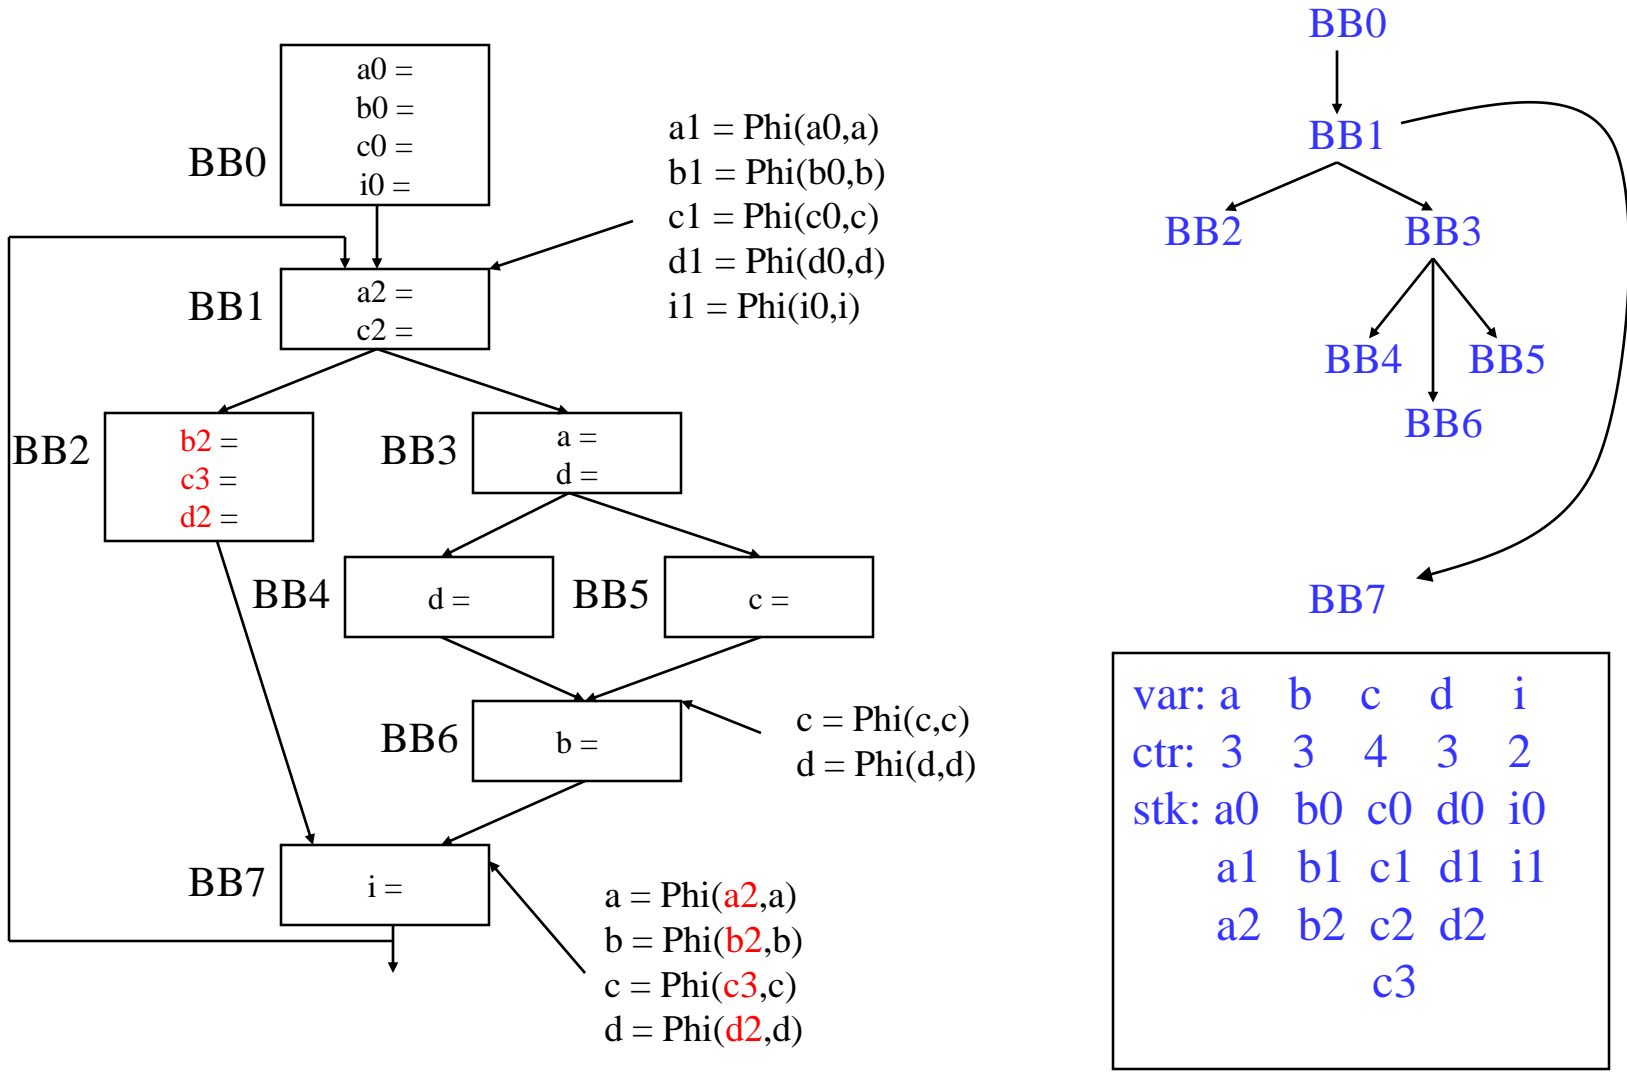 BB0
a0 =
b0 =
c0 =
i0 =
a1 = Phi(a0,a)
b1 = Phi(b0,b)
c1 = Phi(c0,c)
d1 = Phi(d0,d)
i1 = Phi(i0,i)
BB1
a2 =
c2 =
BB2
b2 =
c3 =
d2 =
BB3
a =
d =
BB4
d =
BB5
c =
BB6
b =
c = Phi(c,c)
d = Phi(d,d)
BB7
i =
a = Phi(a2,a)
b = Phi(b2,b)
c = Phi(c3,c)
d = Phi(d2,d)
BB0
BB1
BB2 BB3
BB4 BB5
BB6
BB7
var: a b c d i
ctr: 3 3 4 3 2
stk: a0 b0 c0 d0 i0
a1 b1 c1 d1 i1
a2 b2 c2 d2
c3